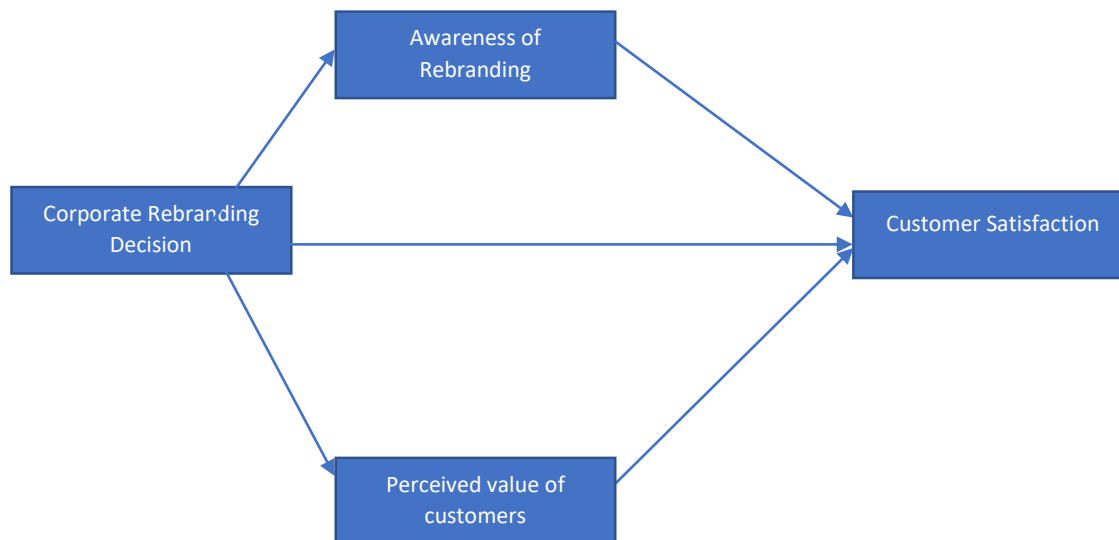 Awareness of
Rebranding
Corporate Rebranding
Decision
Customer Satisfaction
Perceived value of
customers